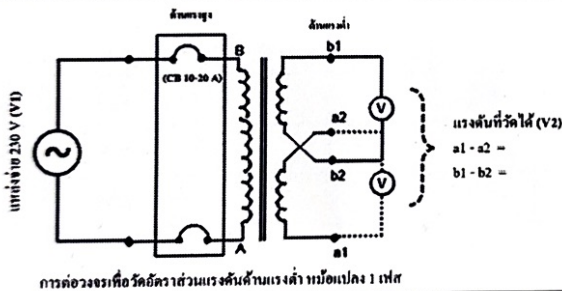 ด้านแรงสูง
ด้านแรงต่ำ
b1
B
(CB 10-20 A)
V
a2
แหล่งจ่าย 230 V (V1)
แรงดันที่วัดได้ (V2)
a1 - a2 =
b2
b1 - b2 =
V
A
a1
การต่อวงจรเพื่อวัดอัตราส่วนแรงดันด้านแรงต่ำ หม้อแปลง 1 เฟส